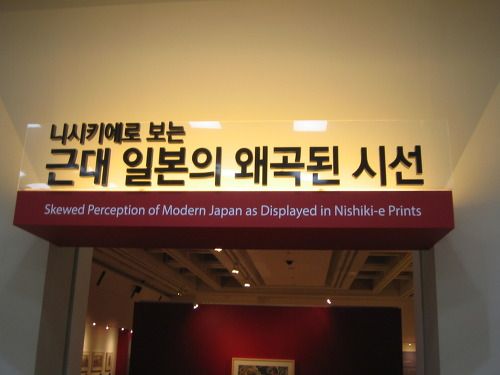 니시키에로 보는
근대 일본의 왜곡된 시선
Skewed Perception of Modern Japan as Displayed in Nishiki-e Prints